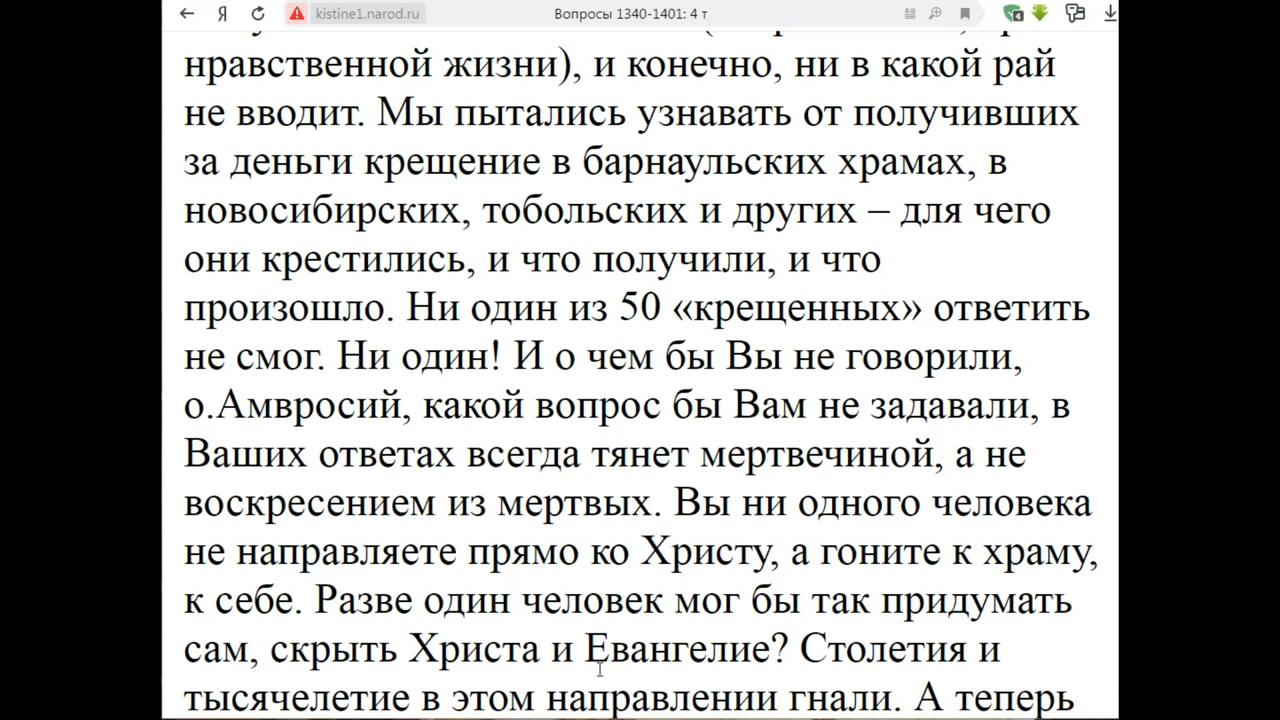 kistine1.narod.ru
Вопросы 1340-1401: 4 т
нравственной жизни), и конечно, ни в какой рай
не вводит. Мы пытались узнавать от получивших
за деньги крещение в барнаульских храмах, в
новосибирских, тобольских и других – для чего
они крестились, и что получили, и что
произошло. Ни один из 50 «крещенных» ответить
не смог. Ни один! И о чем бы Вы не говорили,
о.Амвросий, какой вопрос бы Вам не задавали, в
Ваших ответах всегда тянет мертвечиной, а не
воскресением из мертвых. Вы ни одного человека
не направляете прямо ко Христу, а гоните к храму,
к себе. Разве один человек мог бы так придумать
сам, скрыть Христа и Евангелие? Столетия и
тысячелетие в этом направлении гнали. А теперь